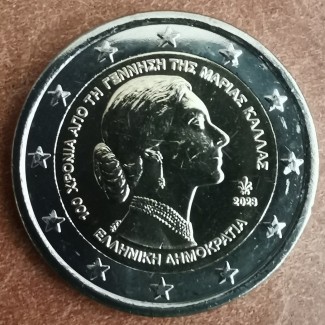 100 ΧΡΟΝΙΑ ΑΠΟ ΤΗ ΓΕΝΝΗΣΗ ΤΗΣ ΜΑΡΙΑΣ ΚΑΛΛΑΣ
2023
ΕΛΛΗΝΙΚΗ ΔΗΜΟΚΡΑΤΙΑ